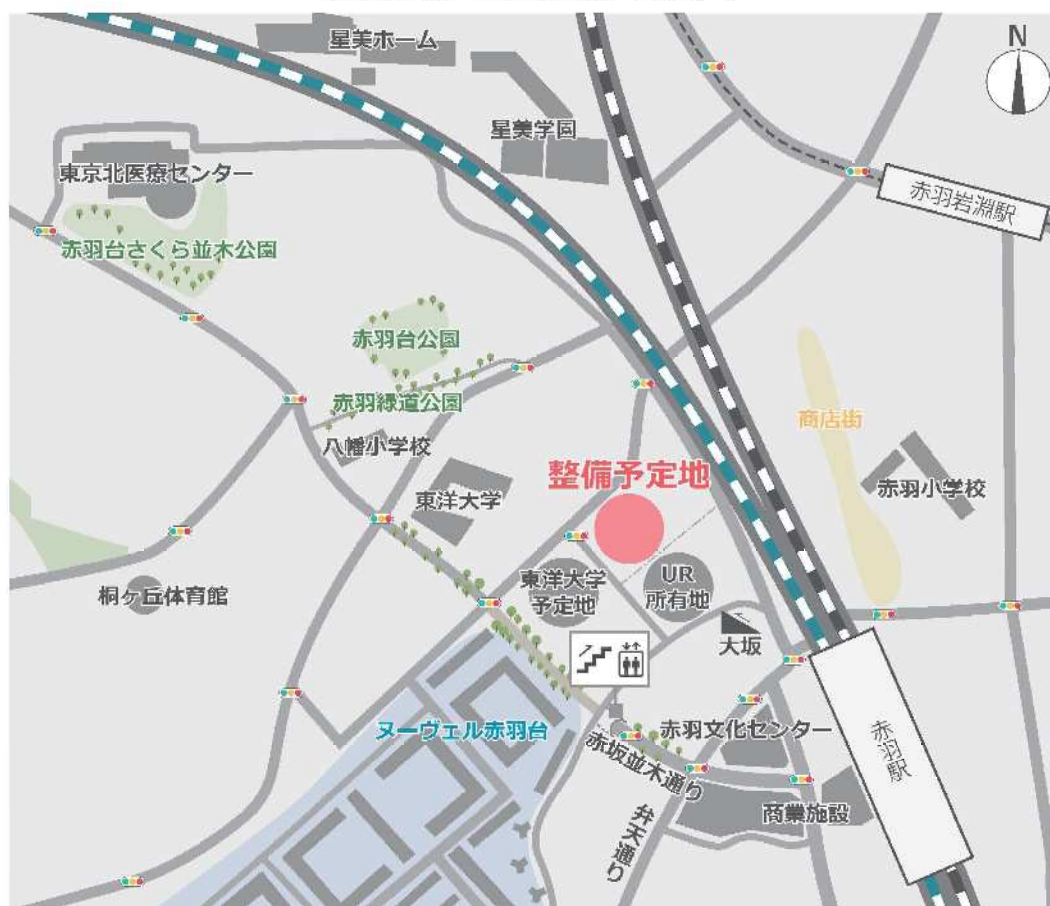 星美ホーム
N
星美学園
東京北医療センター
赤羽岩淵駅
赤羽台さくら並木公園
赤羽台公園
赤羽緑道公園
商店街
八幡小学校
整備予定地
赤羽小学校
東洋大学
東洋大学
予定地
UR
所有地
桐ヶ丘体育館
大坂
ヌーヴェル赤羽台
赤羽文化センター
赤坂並木通り
赤羽駅
商業施設
弁天通り